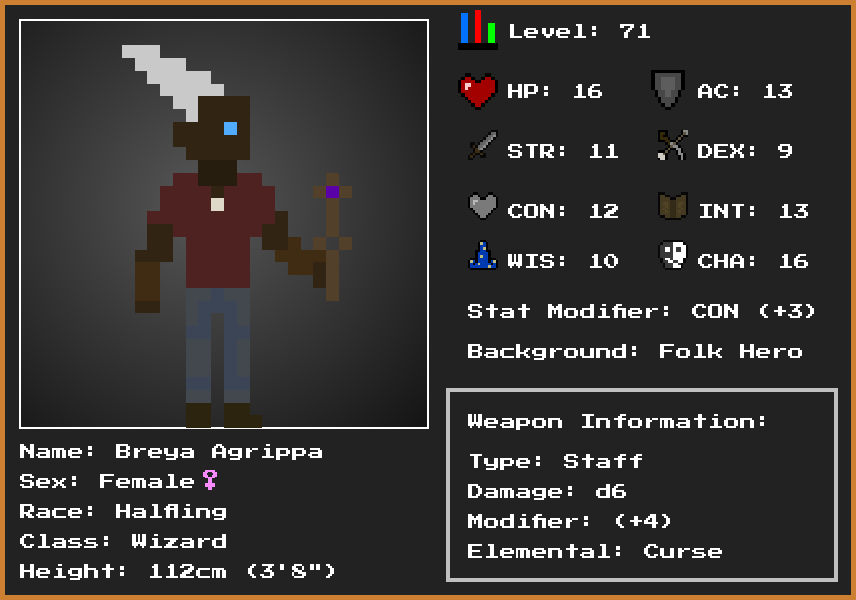 Level: 71
HP: 16 AC: 13
STR: 11 DEX: 9
CON: 12 INT: 13
WIS: 10 CHA: 16
Stat Modifier: CON (+3)
Background: Folk Hero
Weapon Information:
Type: Staff
Damage: d6
Modifier: (+4)
Elemental: Curse
Name: Breya Agrippa
Sex: Female ♀
Race: Halfling
Class: Wizard
Height: 112cm (3'8")